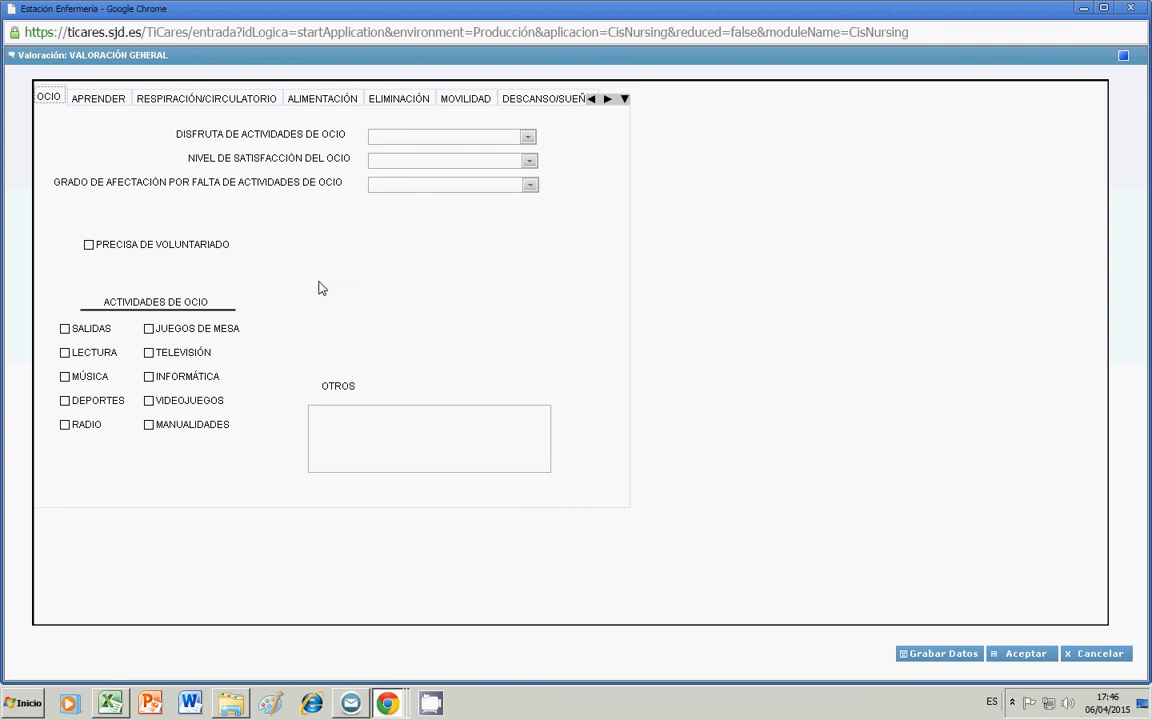 Estación Enfermería - Google Chrome
https://ticares.sjd.es/TiCares/entrada?idLogica=startApplication&environment=Producción&aplicacion=CisNursing&reduced=false&moduleName=CisNursing
Valoración: VALORACIÓN GENERAL
OCIO APRENDER RESPIRACIÓN/CIRCULATORIO ALIMENTACIÓN ELIMINACIÓN MOVILIDAD DESCANSO/SUEÑ
DISFRUTA DE ACTIVIDADES DE OCIO
NIVEL DE SATISFACCIÓN DEL OCIO
GRADO DE AFECTACIÓN POR FALTA DE ACTIVIDADES DE OCIO
PRECISA DE VOLUNTARIADO
ACTIVIDADES DE OCIO
SALIDAS JUEGOS DE MESA
LECTURA TELEVISIÓN
MÚSICA INFORMÁTICA
OTROS
DEPORTES VIDEOJUEGOS
RADIO MANUALIDADES
Grabar Datos Aceptar X Cancelar
Inicio ES 17:46
06/04/2015